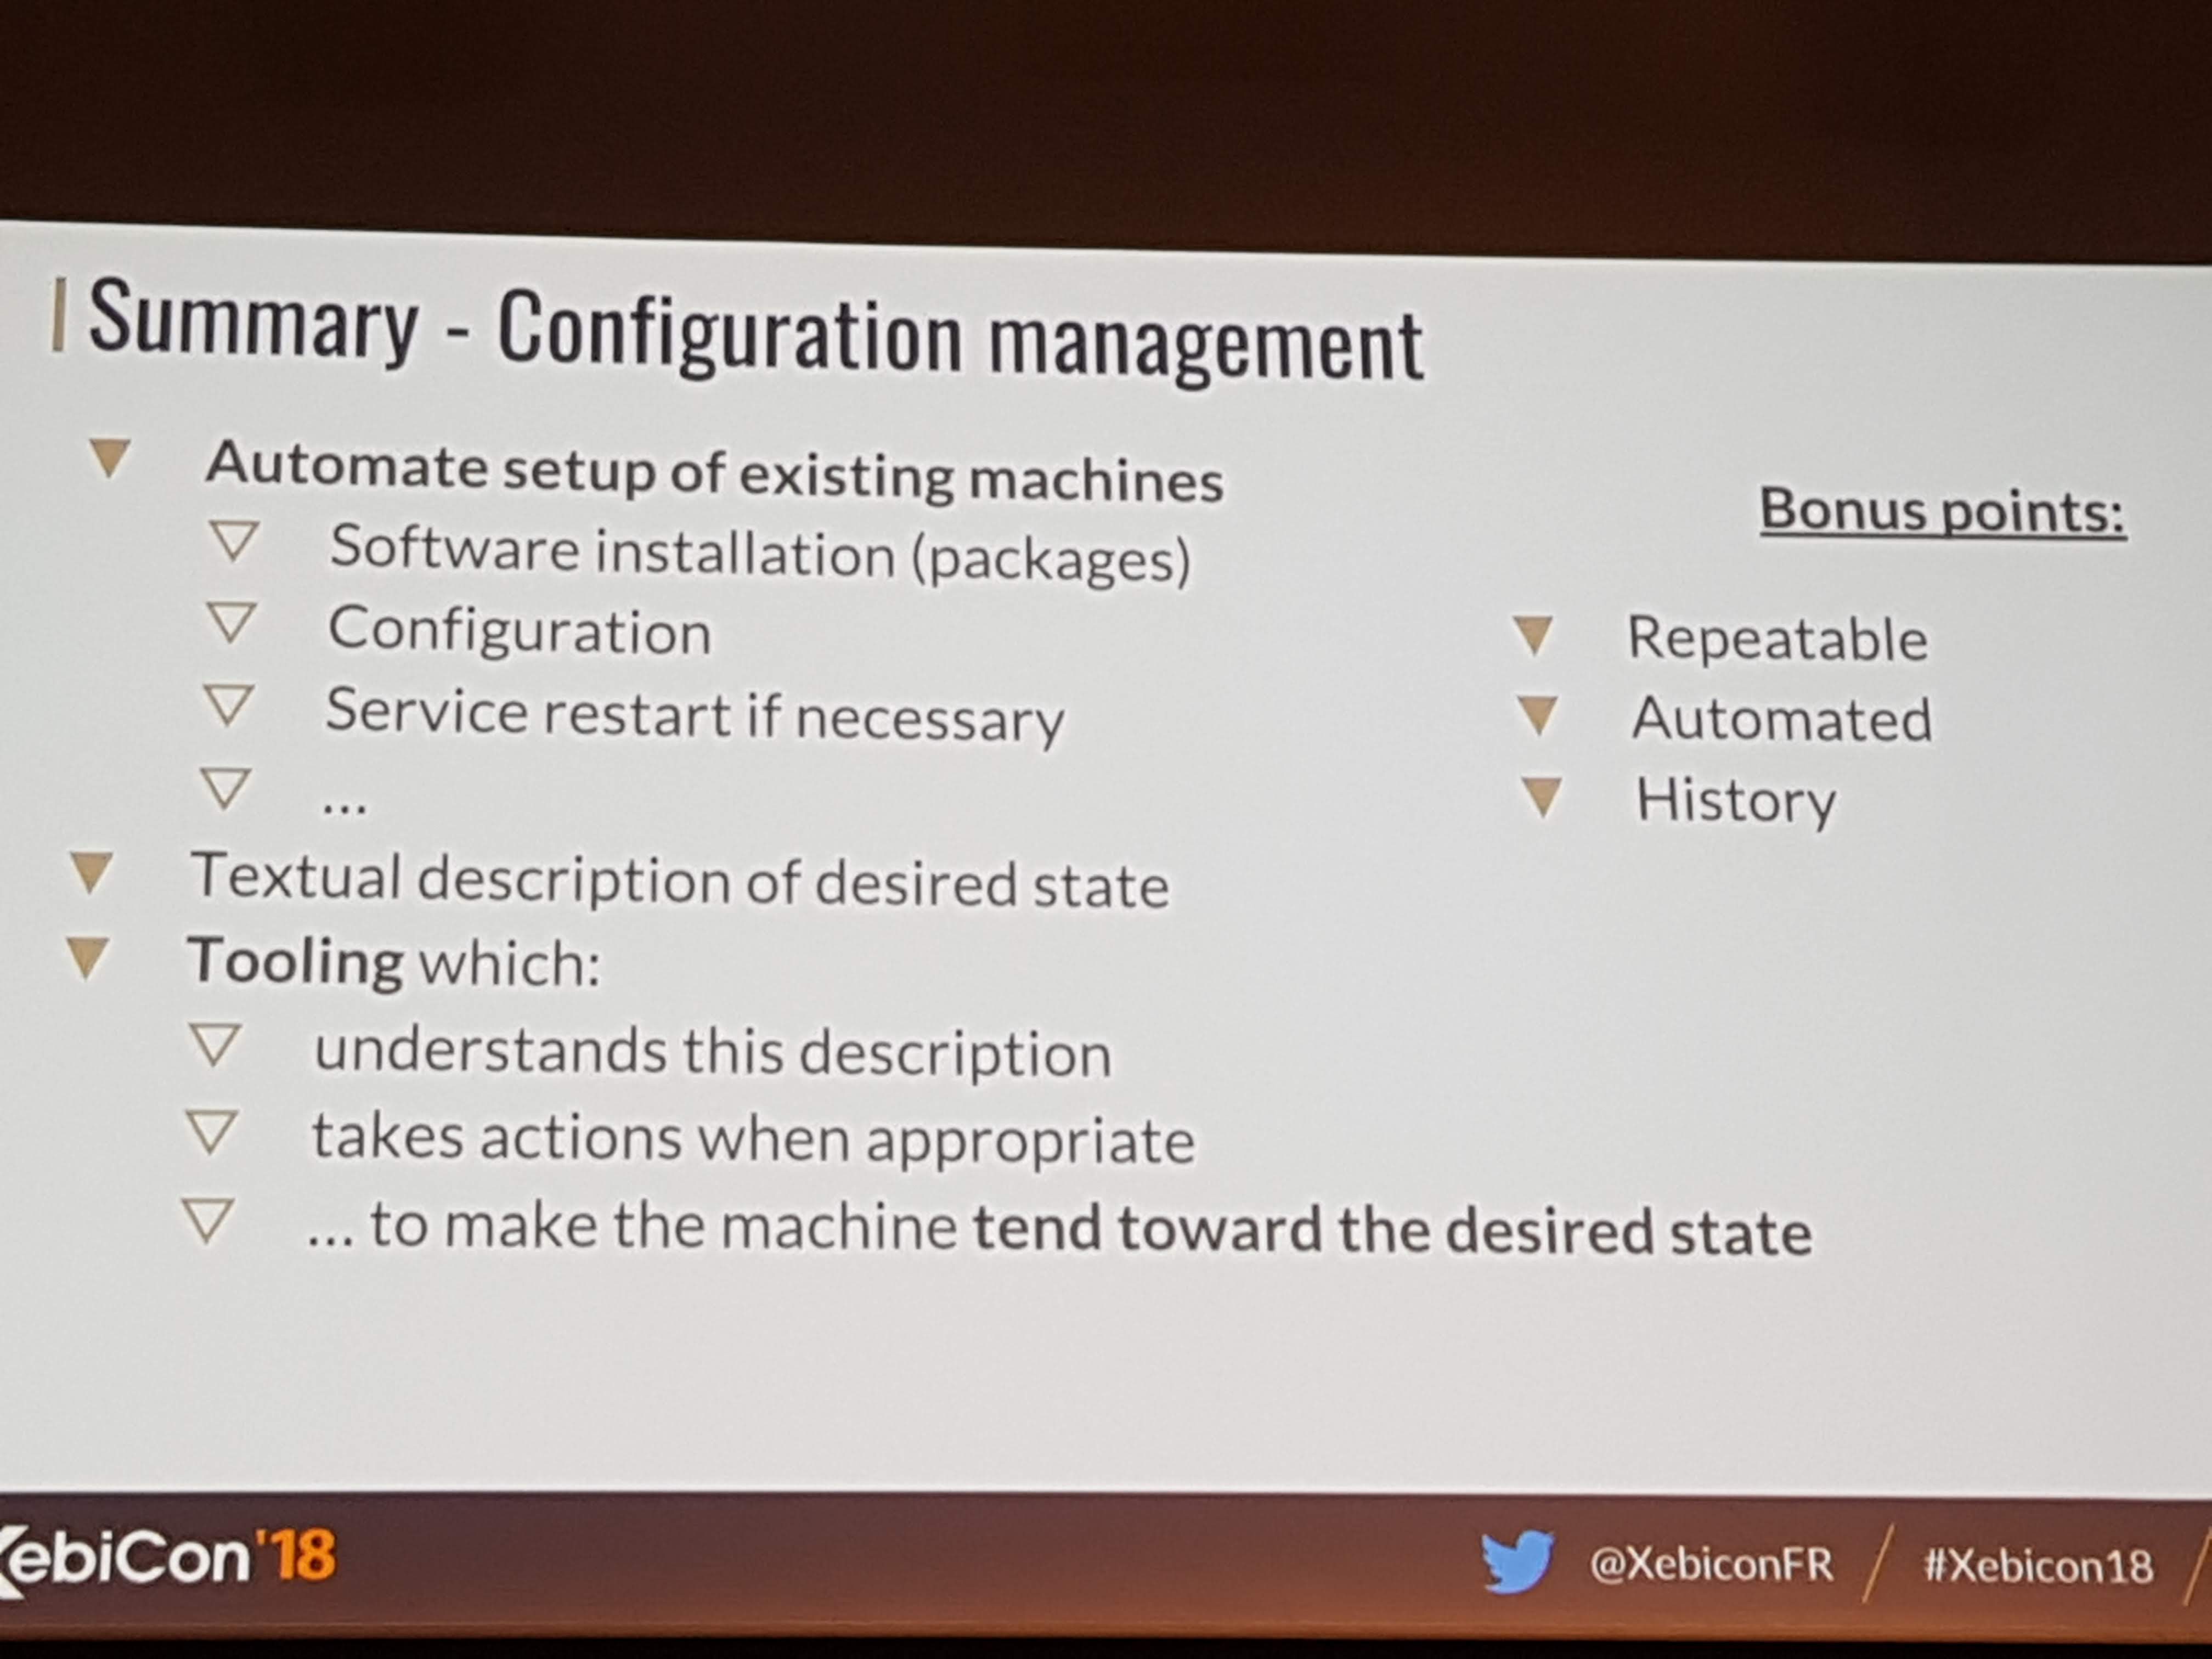 Summary - Configuration management
Automate setup of existing machines
Software installation (packages)
Configuration
Service restart if necessary
...
Textual description of desired state
Tooling which:
understands this description
takes actions when appropriate
... to make the machine tend toward the desired state
Bonus points:
Repeatable
Automated
History
XebiCon'18
@XebiconFR / #Xebicon18 /